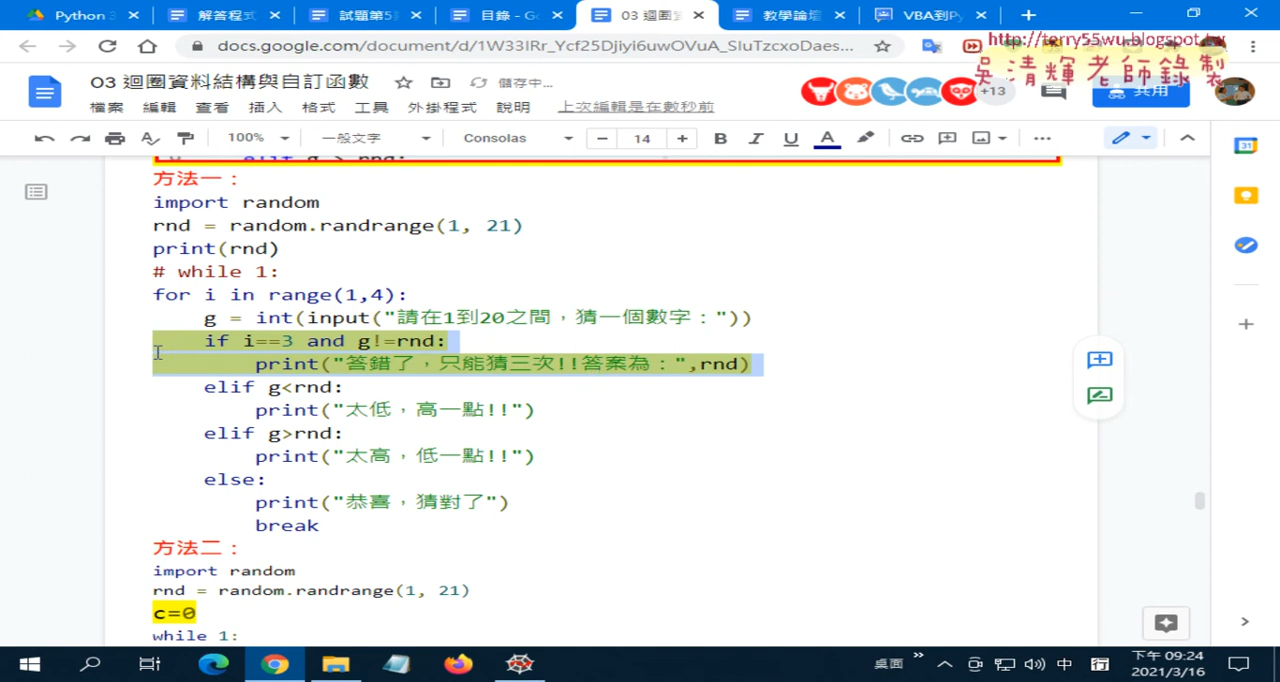 Python 3
解答程式
試題第5
目錄 - Go
03 迴圈資
教學論壇
VBA到Py
docs.google.com/document/d/1W33IRr_Ycf25Djiyi6uwOVuA_SIuTzcxoDaes...
http://terry55wu.blogspot.tw
吳清輝老師錄製
03 迴圈資料結構與自訂函數
儲存中...
+13
共用
檔案 編輯 查看 插入 格式 工具 外掛程式 說明 上次編輯是在數秒前
100% 一般文字 Consolas − 14 + B I U A
31
方法一：
import random
rnd = random.randrange(1, 21)
print(rnd)
# while 1:
for i in range(1,4):
g = int(input("請在1到20之間，猜一個數字："))
if i==3 and g!=rnd:
print("答錯了，只能猜三次!!答案為：",rnd)
elif g<rnd:
print("太低，高一點!!")
elif g>rnd:
print("太高，低一點!!")
else:
print("恭喜，猜對了")
break
方法二：
import random
rnd = random.randrange(1, 21)
c=0
while 1:
桌面
中
下午 09:24
2021/3/16